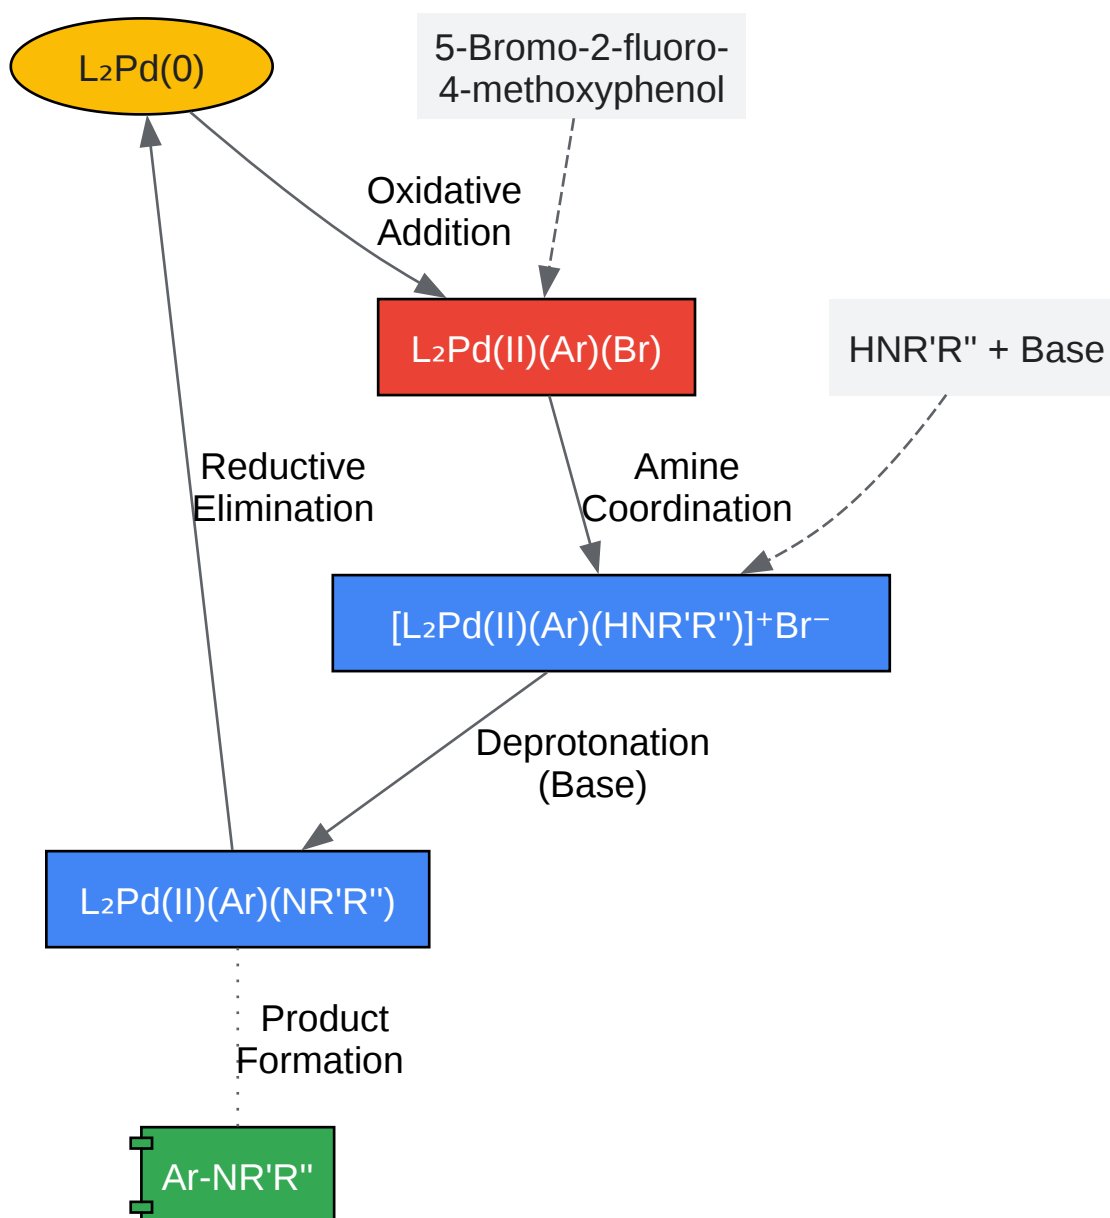 L₂Pd(0)
5-Bromo-2-fluoro-
4-methoxyphenol
Oxidative
Addition
L₂Pd(II)(Ar)(Br)
HNR'R" + Base
Reductive
Elimination
Amine
Coordination
[L₂Pd(II)(Ar)(HNR'R")]⁺Br⁻
Deprotonation
(Base)
L₂Pd(II)(Ar)(NR'R")
Product
Formation
Ar-NR'R"